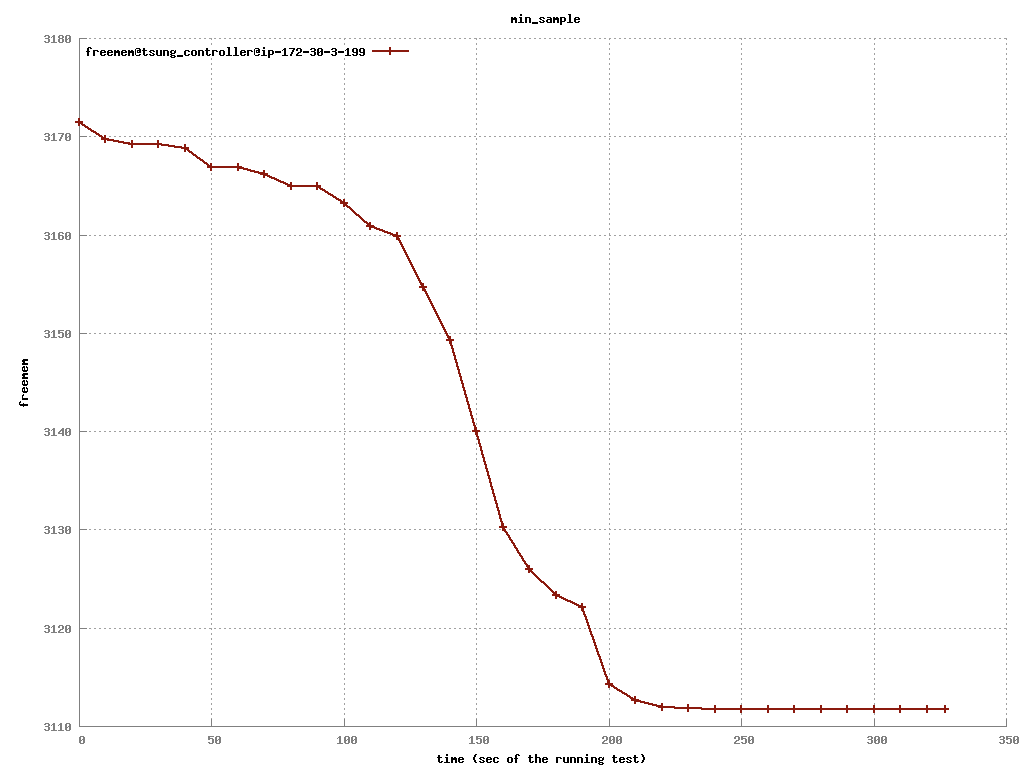 min_sample
freemem@tsung_controller@ip-172-30-3-199
3180
3170
3160
3150
3140
3130
3120
3110
freemem
0 50 100 150 200 250 300 350
time (sec of the running test)